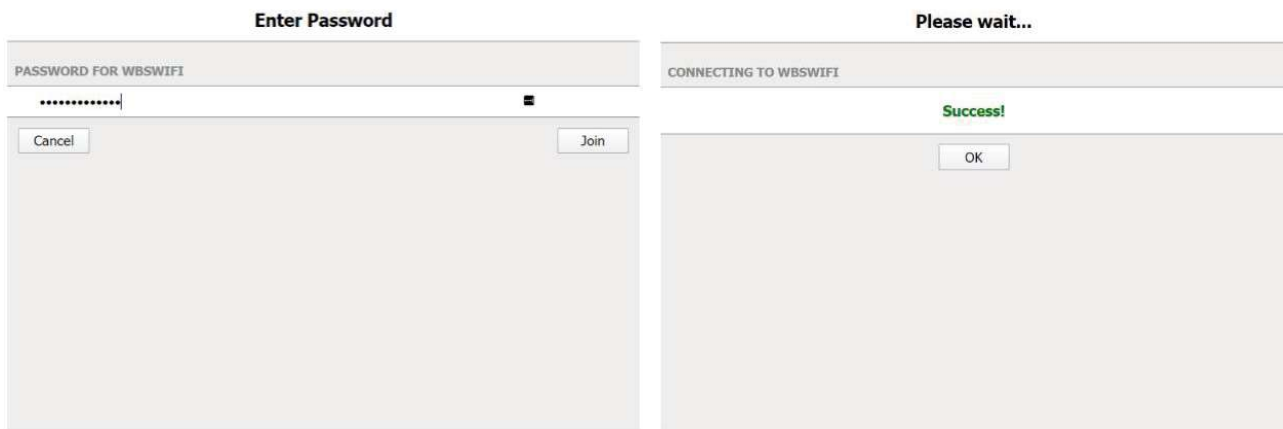 Enter Password
PASSWORD FOR WBSWIFI
•••••••••••••
Cancel
Join
Please wait...
CONNECTING TO WBSWIFI
Success!
OK